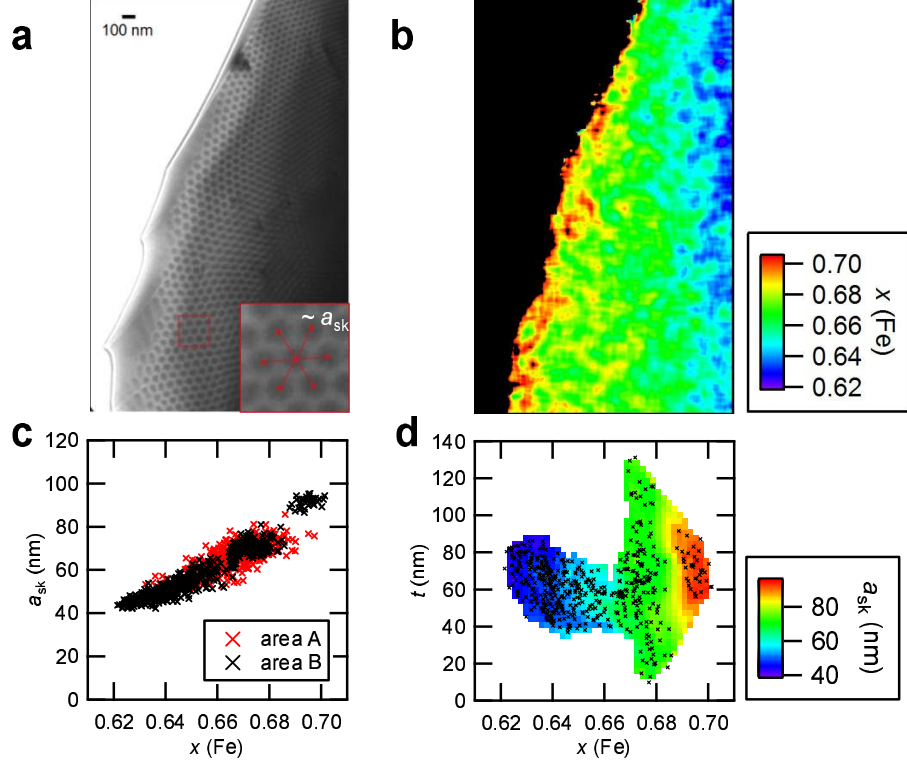 a
100 nm
~ a_sk
b
0.70
0.68
0.66
0.64
0.62
x (Fe)
c
120
100
80
60
40
20
0
a_sk (nm)
area A
area B
0.62 0.64 0.66 0.68 0.70
x (Fe)
d
140
120
100
80
60
40
20
0
t (nm)
0.62 0.64 0.66 0.68 0.70
x (Fe)
80
60
40
a_sk (nm)